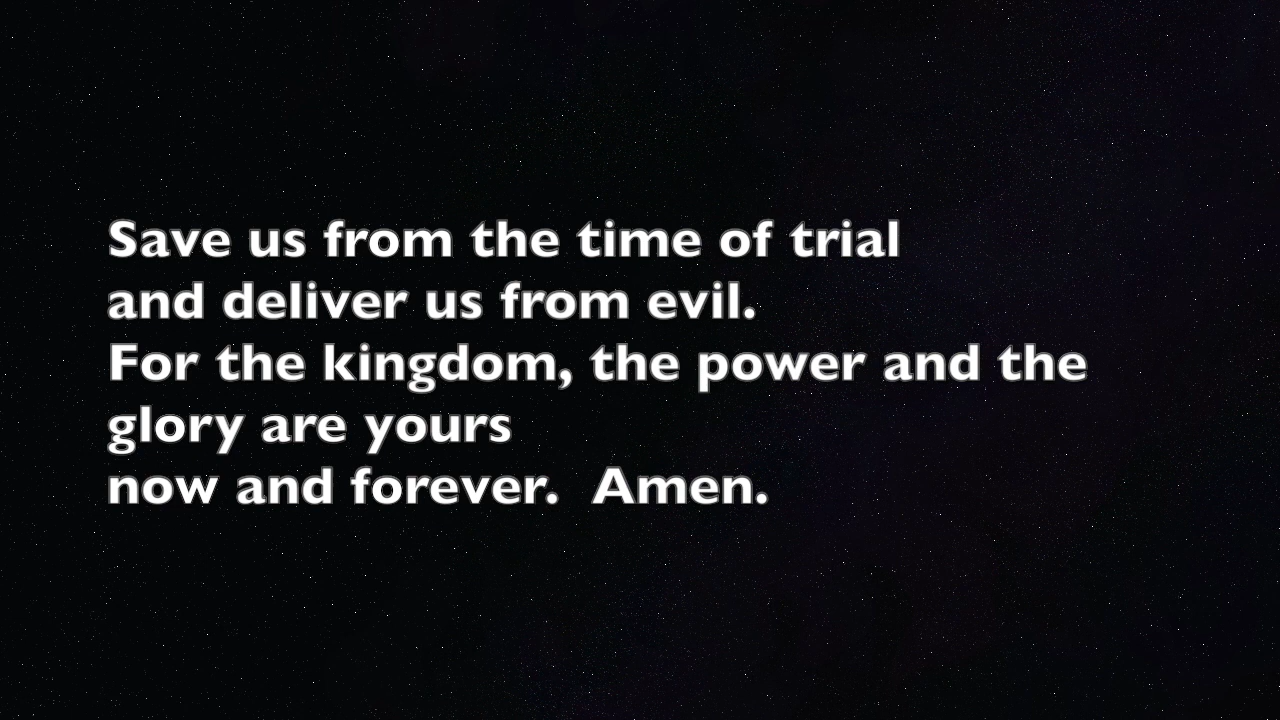 Save us from the time of trial
and deliver us from evil.
For the kingdom, the power and the
glory are yours
now and forever.  Amen.